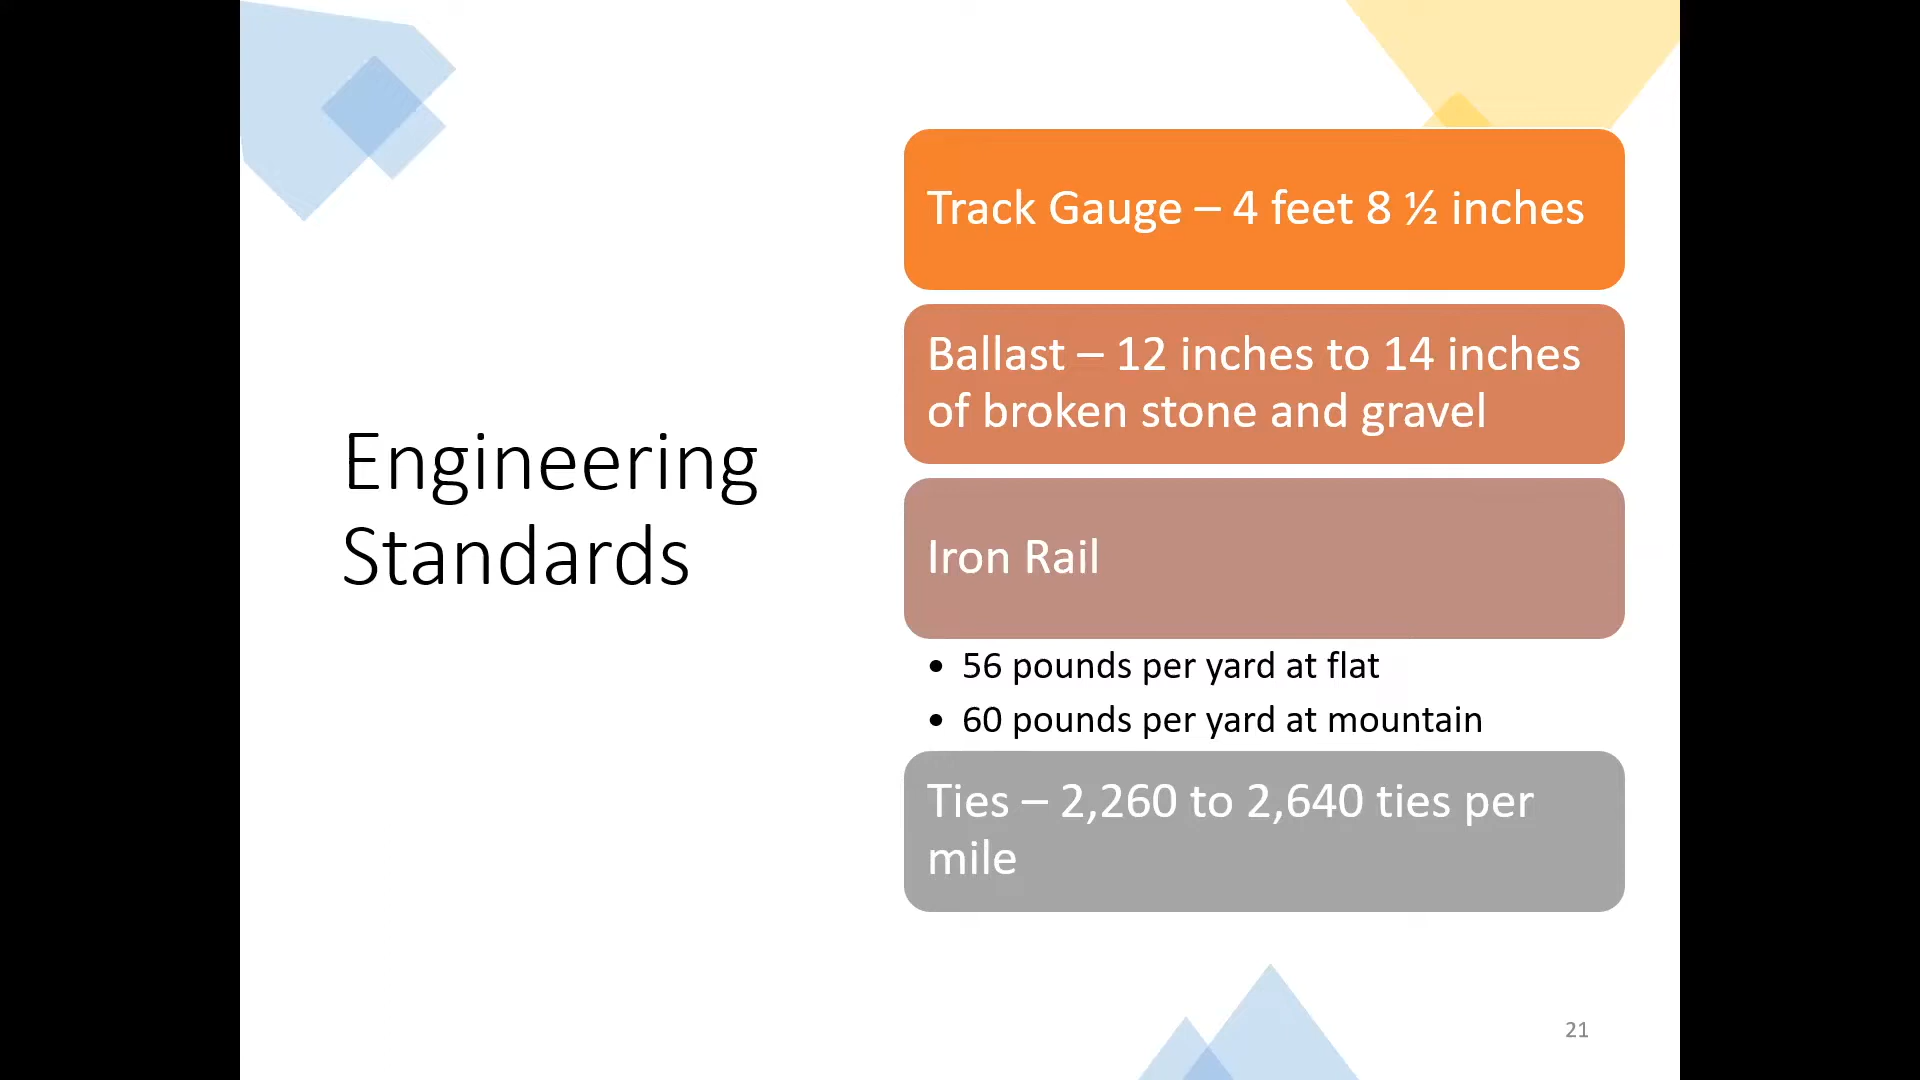 Engineering
Standards
Track Gauge – 4 feet 8 ½ inches
Ballast – 12 inches to 14 inches
of broken stone and gravel
Iron Rail
• 56 pounds per yard at flat
• 60 pounds per yard at mountain
Ties – 2,260 to 2,640 ties per
mile
21